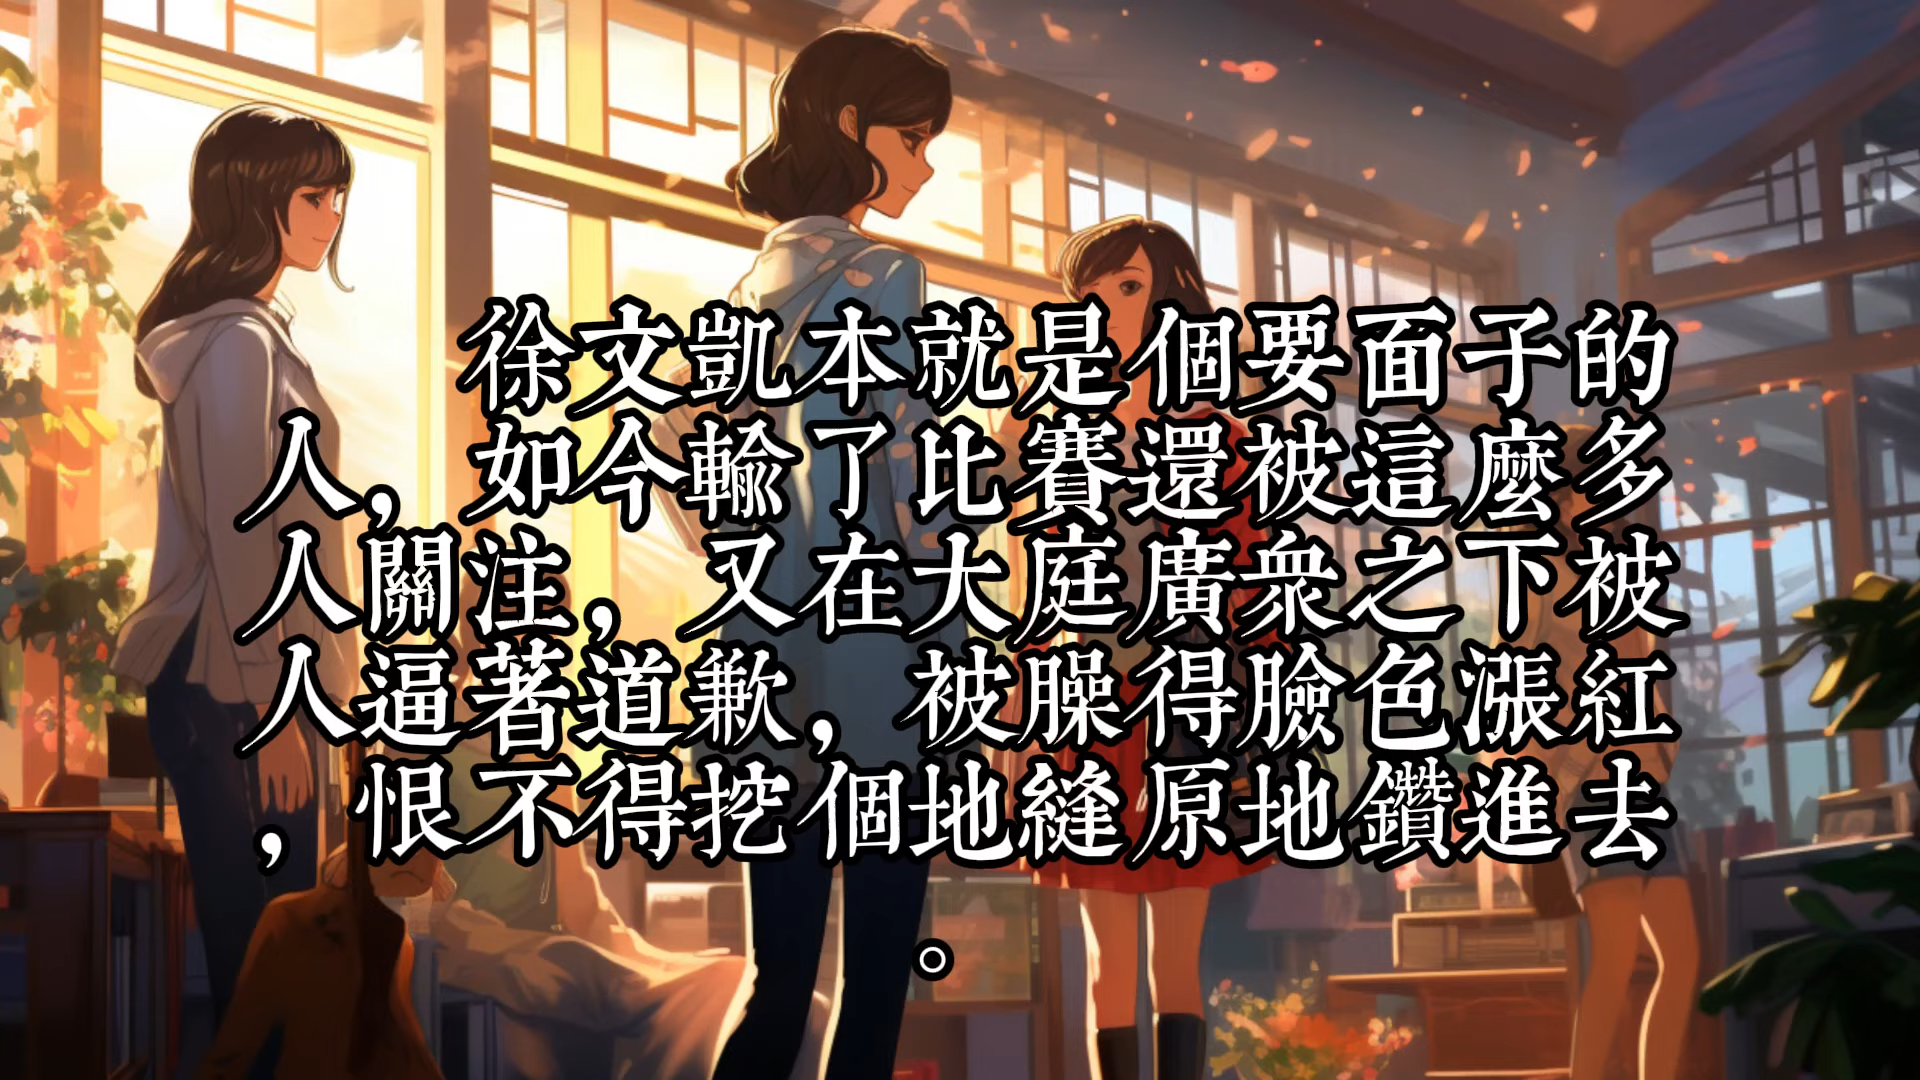 徐文凱本就是個要面子的
人，如今輸了比賽還被這麼多
人關注，又在大庭廣衆之下被
人逼著道歉，被臊得臉色漲紅
，恨不得挖個地縫原地鑽進去
。